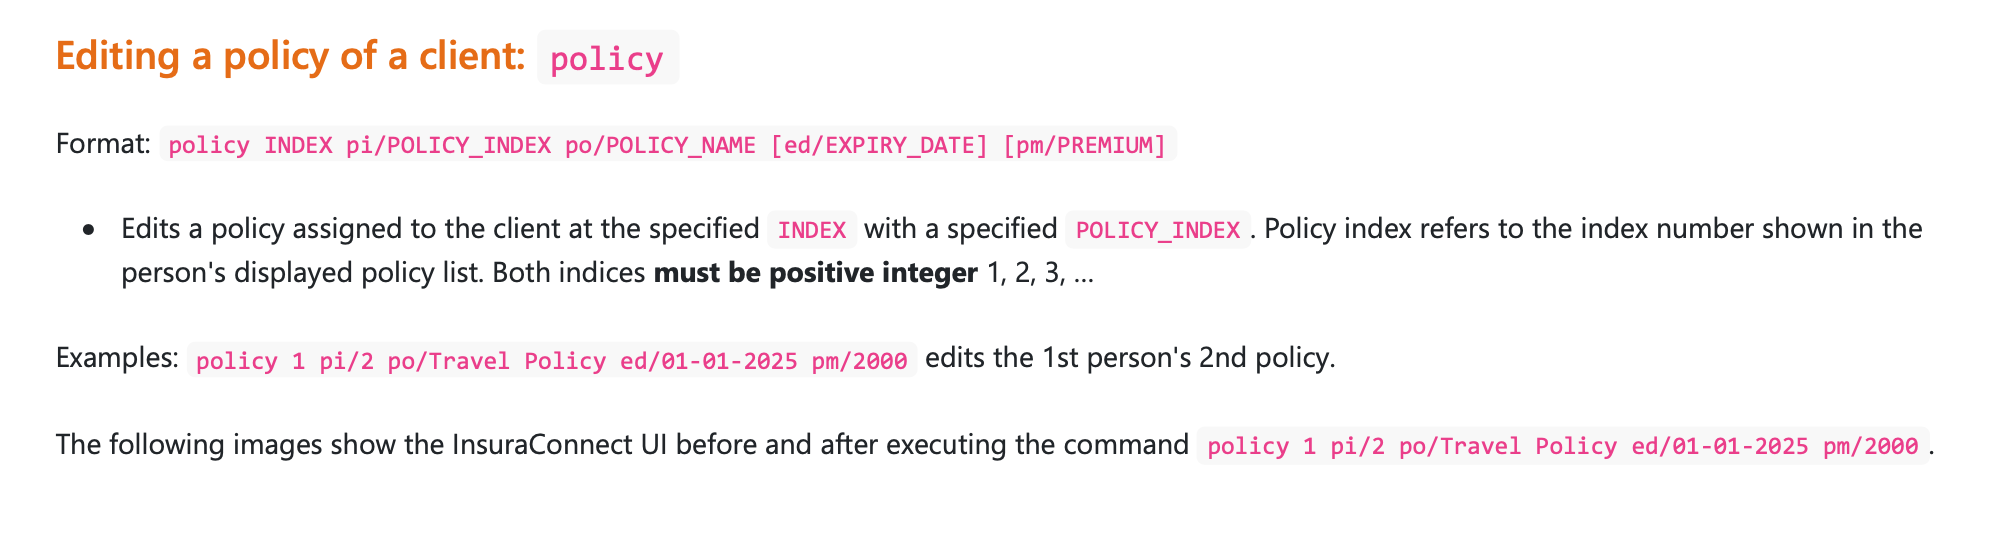 Editing a policy of a client: policy
Format: policy INDEX pi/POLICY_INDEX po/POLICY_NAME [ed/EXPIRY_DATE] [pm/PREMIUM]
• Edits a policy assigned to the client at the specified INDEX with a specified POLICY_INDEX. Policy index refers to the index number shown in the
person's displayed policy list. Both indices must be positive integer 1, 2, 3, …
Examples: policy 1 pi/2 po/Travel Policy ed/01-01-2025 pm/2000 edits the 1st person's 2nd policy.
The following images show the InsuraConnect UI before and after executing the command policy 1 pi/2 po/Travel Policy ed/01-01-2025 pm/2000.